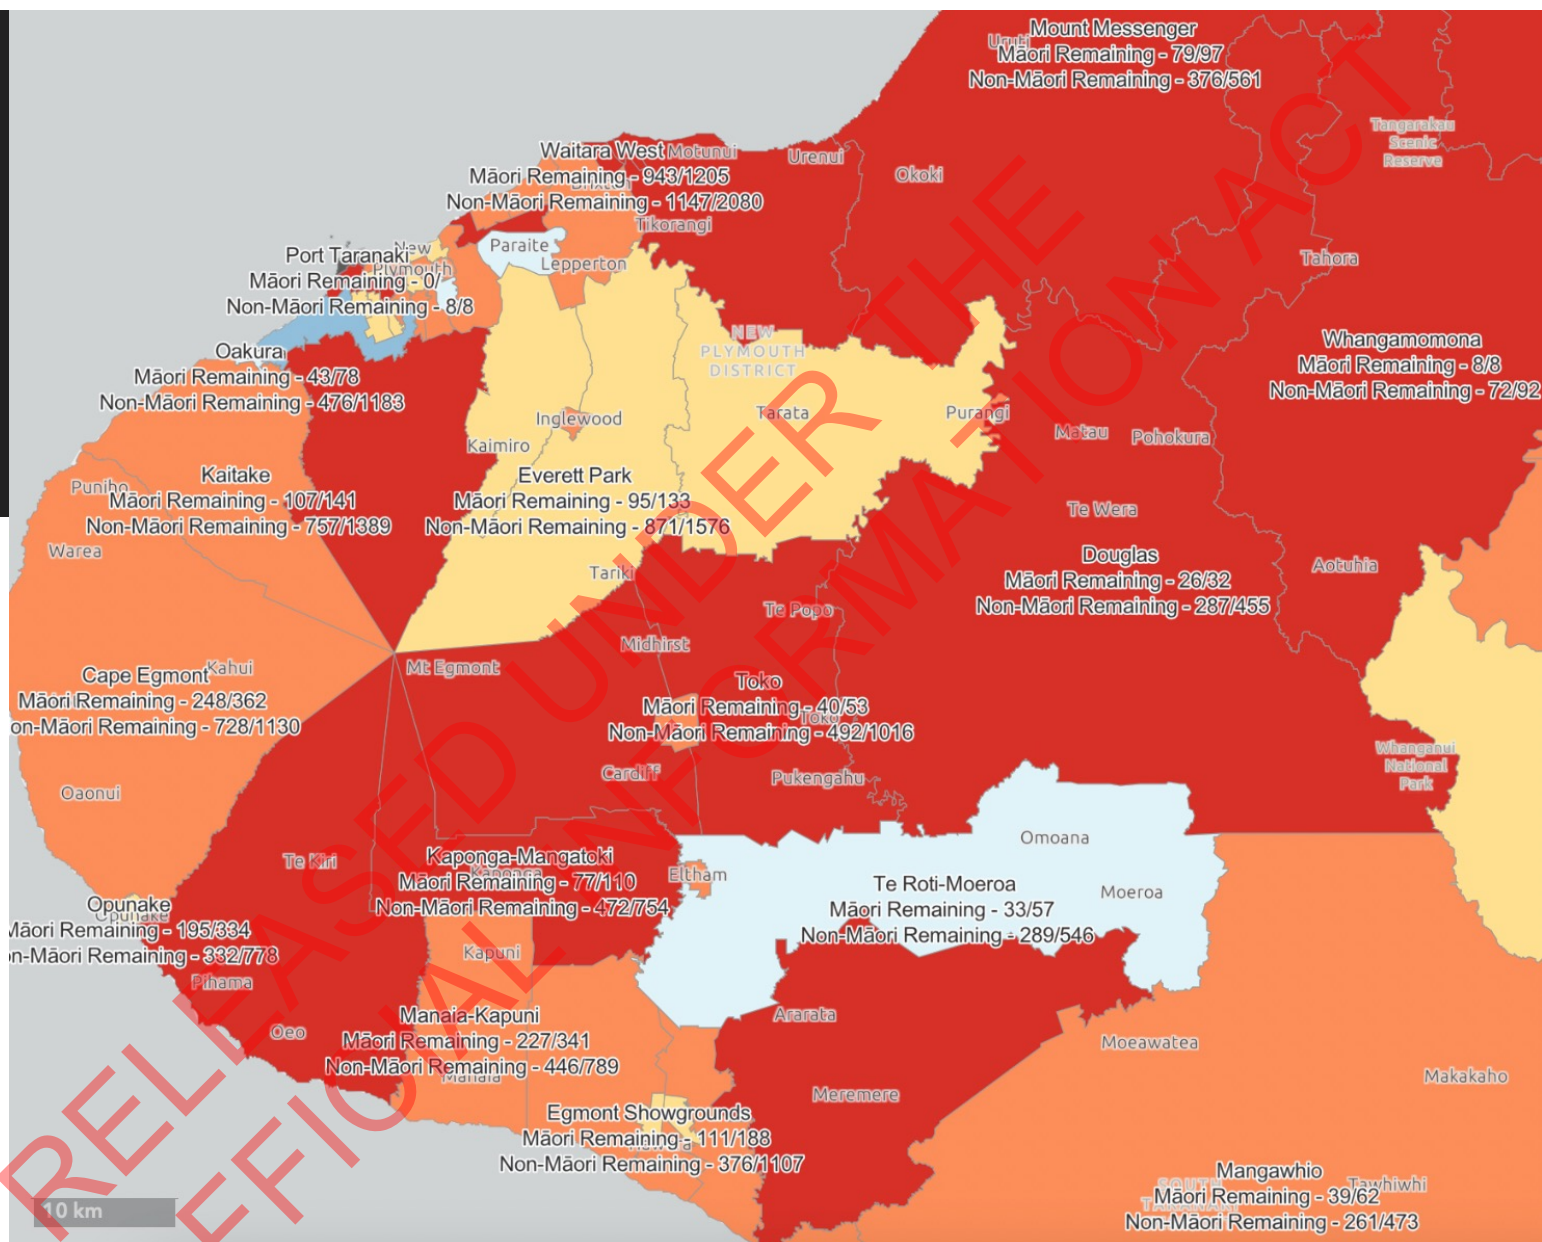 Mount Messenger
Uruti
Māori Remaining - 79/97
Non-Māori Remaining - 376/561
Tangarakau
Scenic
Reserve
Waitara West
Motunui
Urenui
Māori Remaining - 943/1205
Okoki
Non-Māori Remaining - 1147/2080
Tikorangi
Port Taranaki
New
Plymouth
Paraite
Lepperton
Tahora
Māori Remaining - 0/
Non-Māori Remaining - 8/8
NEW
PLYMOUTH
DISTRICT
Whangamomona
Māori Remaining - 8/8
Non-Māori Remaining - 72/92
Oakura
Māori Remaining - 43/78
Non-Māori Remaining - 476/1183
Inglewood
Tarata
Purangi
Kaimiro
Matau
Pohokura
Kaitake
Puniho
Māori Remaining - 107/141
Non-Māori Remaining - 757/1389
Everett Park
Māori Remaining - 95/133
Non-Māori Remaining - 871/1576
Te Wera
Warea
Douglas
Māori Remaining - 26/32
Non-Māori Remaining - 287/455
Aotuhia
Tariki
Te Popo
Midhirst
Mt Egmont
Kahui
Cape Egmont
Māori Remaining - 248/362
on-Māori Remaining - 728/1130
Toko
Māori Remaining - 40/53
Toko
Non-Māori Remaining - 492/1016
Whanganui
National
Park
Cardiff
Pukengahu
Oaonui
Omoana
Te Kiri
Kaponga-Mangatoki
Kaponga
Māori Remaining - 77/110
Non-Māori Remaining - 472/754
Eltham
Te Roti-Moeroa
Māori Remaining - 33/57
Non-Māori Remaining - 289/546
Moeroa
Opunake
Opunake
Māori Remaining - 195/334
on-Māori Remaining - 332/778
Kapuni
Pihama
Oeo
Manaia-Kapuni
Māori Remaining - 227/341
Non-Māori Remaining - 446/789
Manaia
Ararata
Moeawatea
Makakaho
Meremere
Egmont Showgrounds
Māori Remaining - 111/188
Non-Māori Remaining - 376/1107
Mangawhio
SOUTH
Tawhiwhi
Māori Remaining - 39/62
Non-Māori Remaining - 261/473
10 km
RELEASED UNDER THE
OFFICIAL INFORMATION ACT